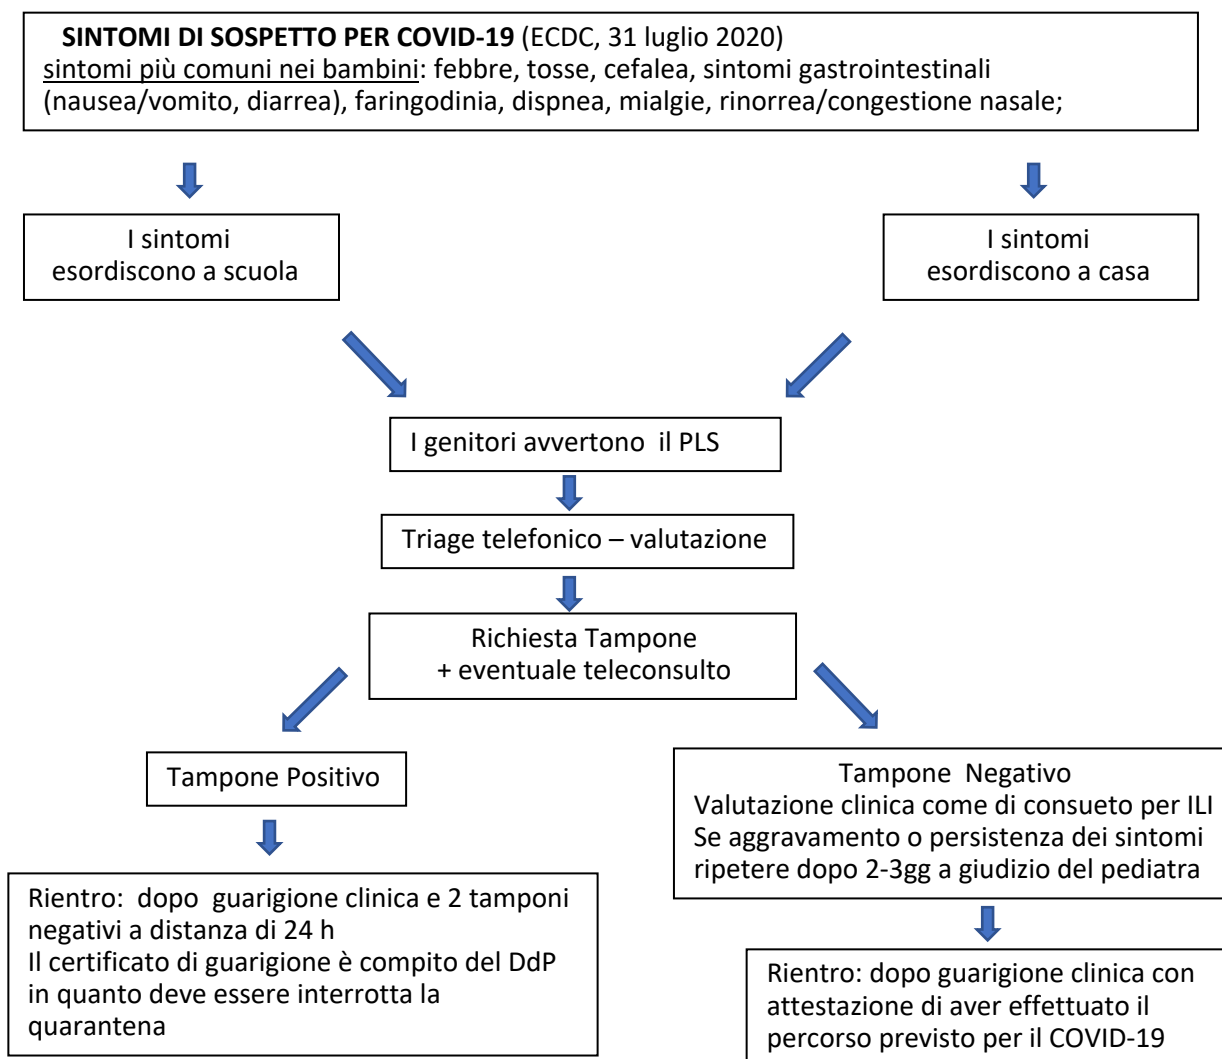 SINTOMI DI SOSPETTO PER COVID-19 (ECDC, 31 luglio 2020)
sintomi più comuni nei bambini: febbre, tosse, cefalea, sintomi gastrointestinali
(nausea/vomito, diarrea), faringodinia, dispnea, mialgie, rinorrea/congestione nasale;
I sintomi
esordiscono a scuola
I sintomi
esordiscono a casa
I genitori avvertono il PLS
Triage telefonico – valutazione
Richiesta Tampone
+ eventuale teleconsulto
Tampone Positivo
Tampone Negativo
Valutazione clinica come di consueto per ILI
Se aggravamento o persistenza dei sintomi
ripetere dopo 2-3gg a giudizio del pediatra
Rientro: dopo guarigione clinica e 2 tamponi
negativi a distanza di 24 h
Il certificato di guarigione è compito del DdP
in quanto deve essere interrotta la
quarantena
Rientro: dopo guarigione clinica con
attestazione di aver effettuato il
percorso previsto per il COVID-19